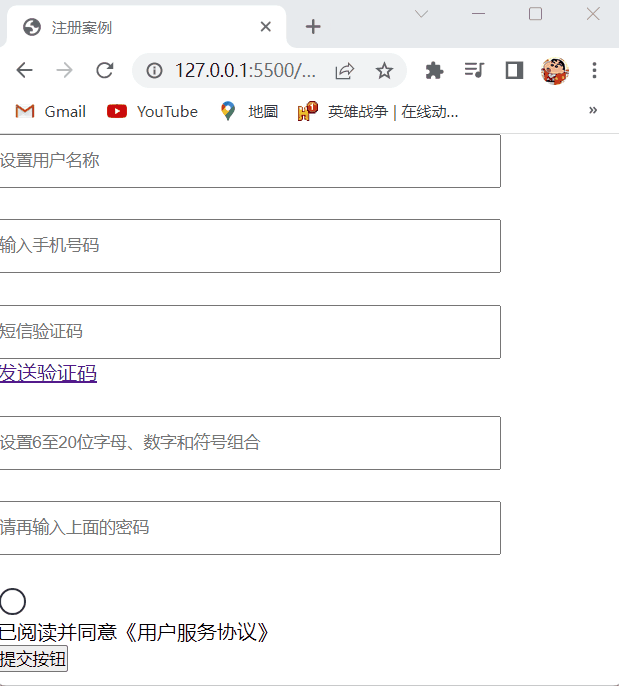 注册案例
127.0.0.1:5500/...
Gmail YouTube 地圖 英雄战争 | 在线动... »
设置用户名称
输入手机号码
短信验证码
发送验证码
设置6至20位字母、数字和符号组合
请再输入上面的密码
已阅读并同意《用户服务协议》
提交按钮